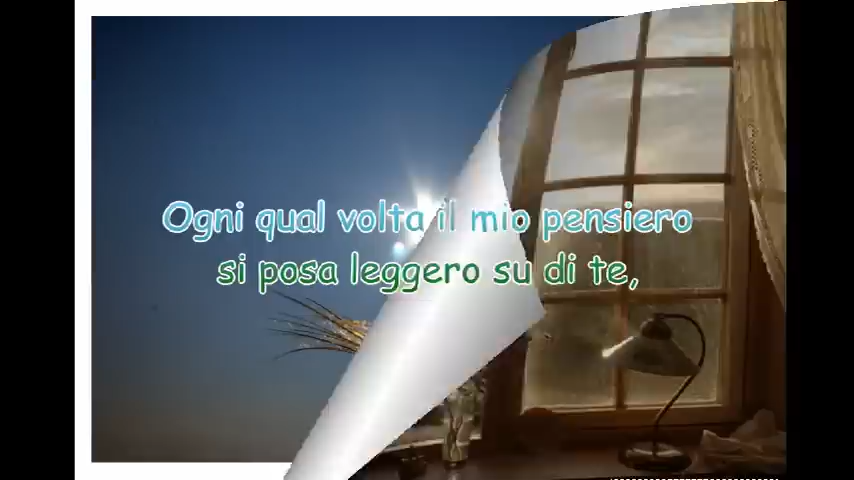 Ogni qual volta il mio pensiero
si posa leggero su di te,